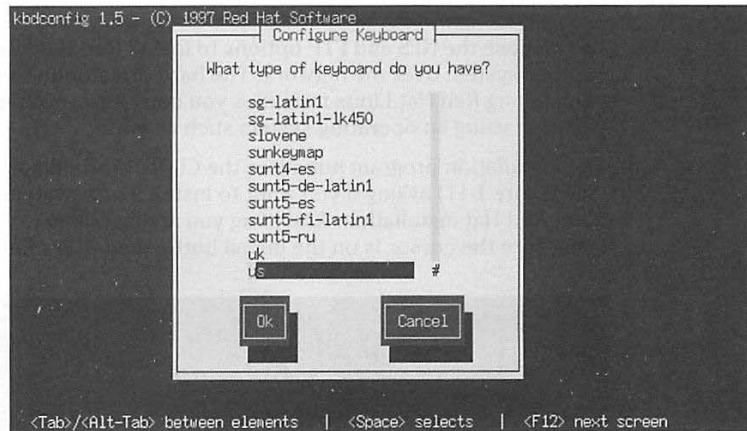 kbdconfig 1.5 - (C) 1997 Red Hat Software
Configure Keyboard
What type of keyboard do you have?
sg-latin1
sg-latin1-lk450
slovene
sunkeymap
sunt4-es
sunt5-de-latin1
sunt5-es
sunt5-fi-latin1
sunt5-ru
uk
us #
Ok Cancel
<Tab>/<Alt-Tab> between elements | <Space> selects | <F12> next screen